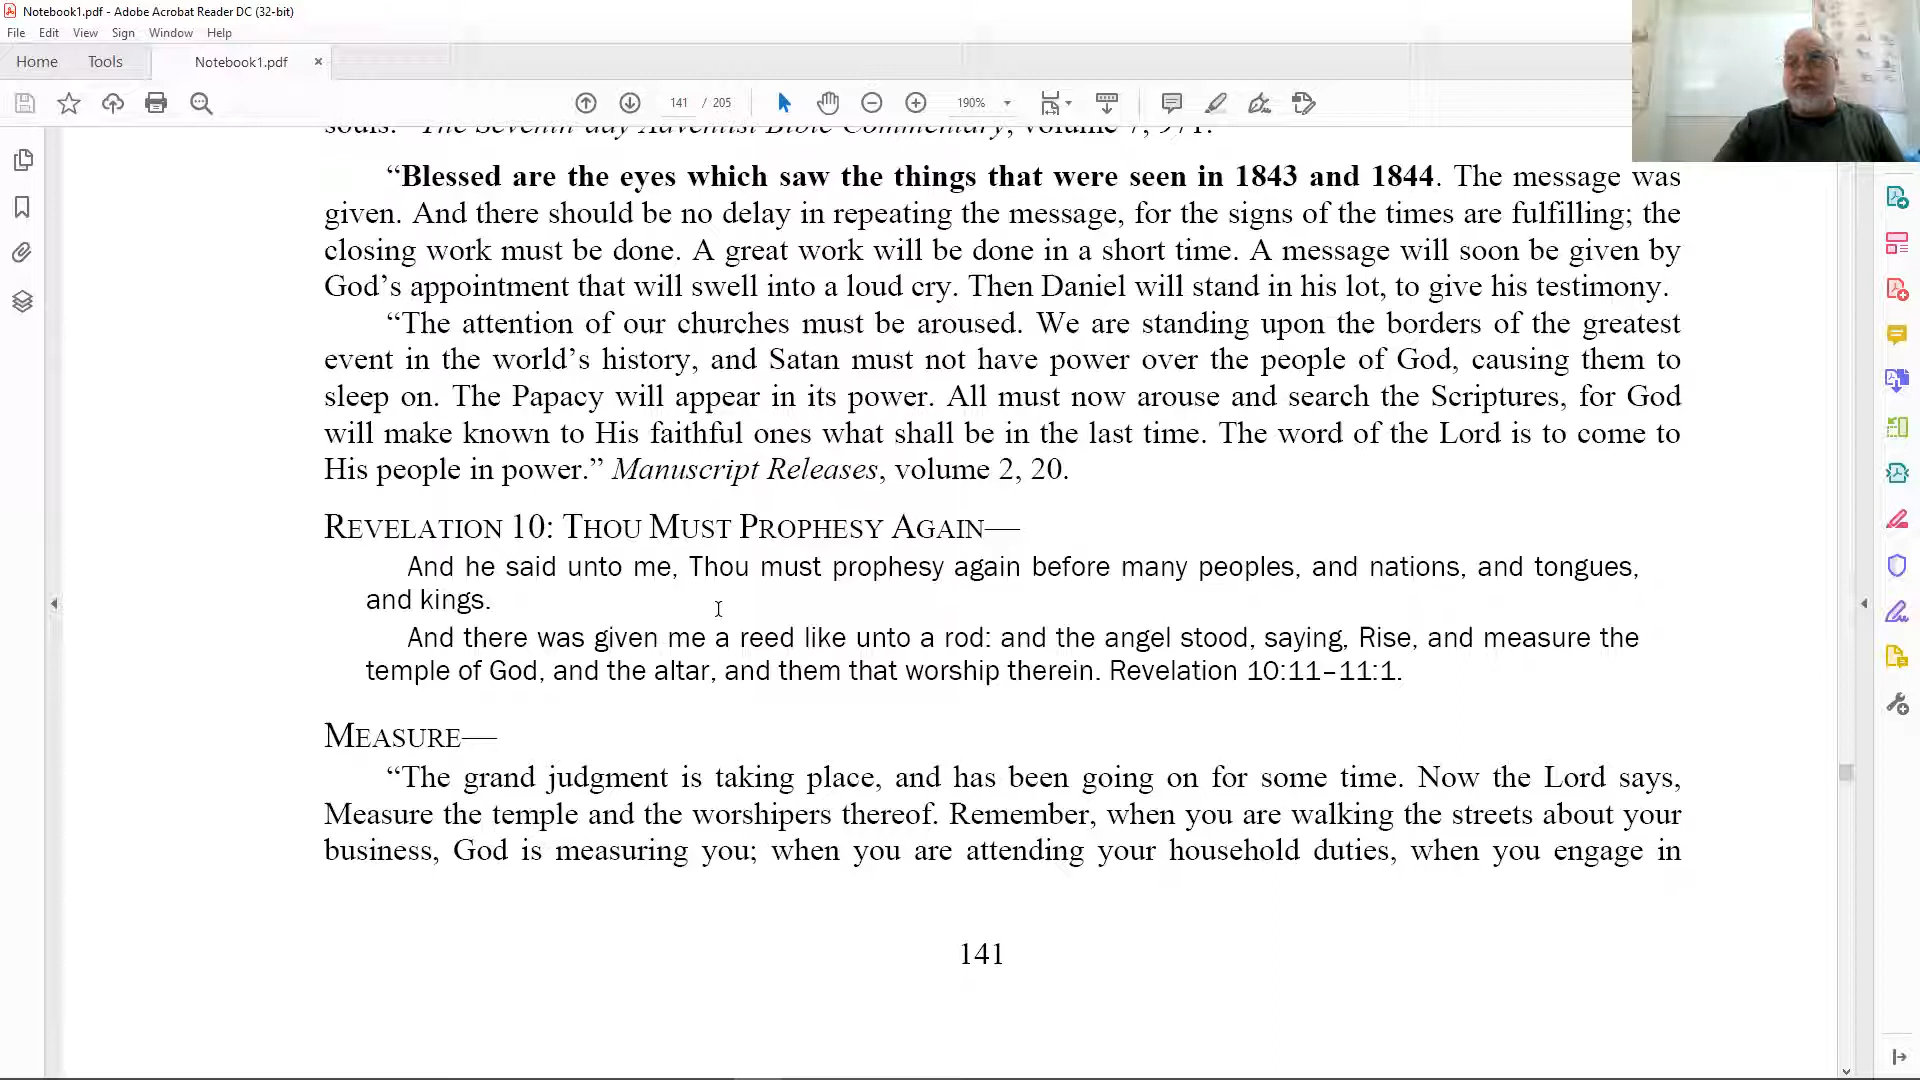 Notebook1.pdf - Adobe Acrobat Reader DC (32-bit)
File Edit View Sign Window Help
Home Tools Notebook1.pdf ×
141 / 205 190%
souls.” The Seventh-day Adventist Bible Commentary, volume 7, 971.
“Blessed are the eyes which saw the things that were seen in 1843 and 1844. The message was
given. And there should be no delay in repeating the message, for the signs of the times are fulfilling; the
closing work must be done. A great work will be done in a short time. A message will soon be given by
God’s appointment that will swell into a loud cry. Then Daniel will stand in his lot, to give his testimony.
“The attention of our churches must be aroused. We are standing upon the borders of the greatest
event in the world’s history, and Satan must not have power over the people of God, causing them to
sleep on. The Papacy will appear in its power. All must now arouse and search the Scriptures, for God
will make known to His faithful ones what shall be in the last time. The word of the Lord is to come to
His people in power.” Manuscript Releases, volume 2, 20.
REVELATION 10: THOU MUST PROPHESY AGAIN—
And he said unto me, Thou must prophesy again before many peoples, and nations, and tongues,
and kings.
And there was given me a reed like unto a rod: and the angel stood, saying, Rise, and measure the
temple of God, and the altar, and them that worship therein. Revelation 10:11–11:1.
MEASURE—
“The grand judgment is taking place, and has been going on for some time. Now the Lord says,
Measure the temple and the worshipers thereof. Remember, when you are walking the streets about your
business, God is measuring you; when you are attending your household duties, when you engage in
141